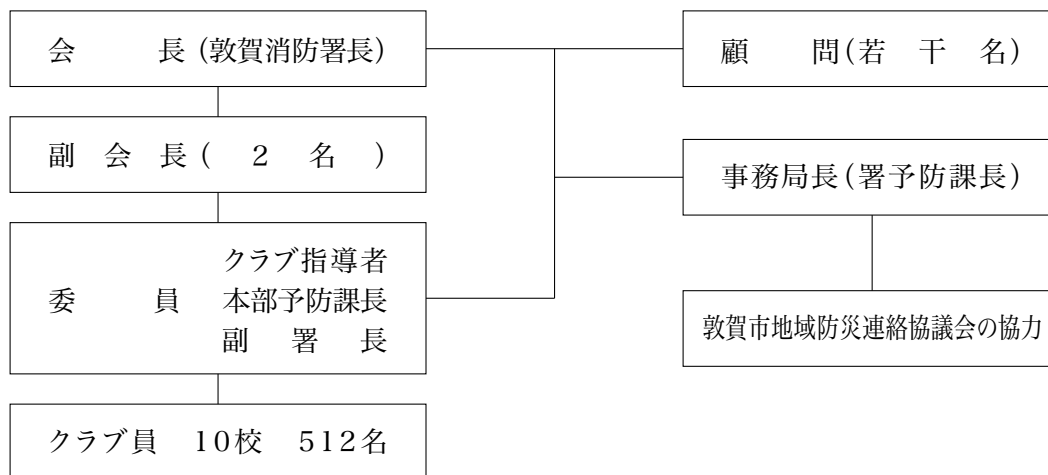 会長(敦賀消防署長)
副会長(2名)
クラブ指導者
委員 本部予防課長
副署長
クラブ員 10校 512名
顧問(若干名)
事務局長(署予防課長)
敦賀市地域防災連絡協議会の協力